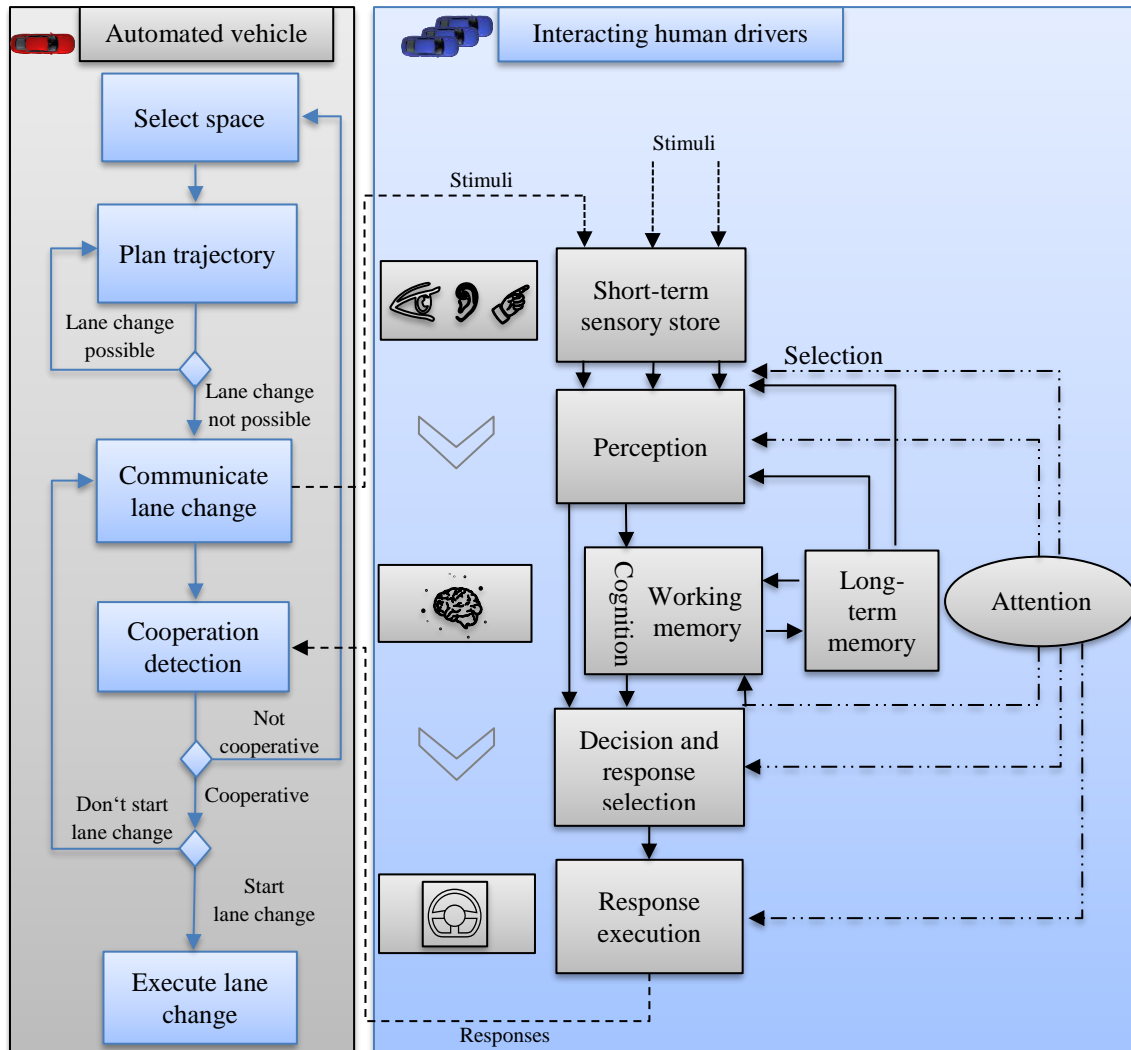 Automated vehicle
Select space
Plan trajectory
Lane change
possible
Lane change
not possible
Communicate
lane change
Cooperation
detection
Not
cooperative
Cooperative
Don‘t start
lane change
Start
lane change
Execute lane
change
Interacting human drivers
Stimuli
Stimuli
Short-term
sensory store
Selection
Perception
Cognition
Working
memory
Long-
term
memory
Attention
Decision and
response
selection
Response
execution
Responses